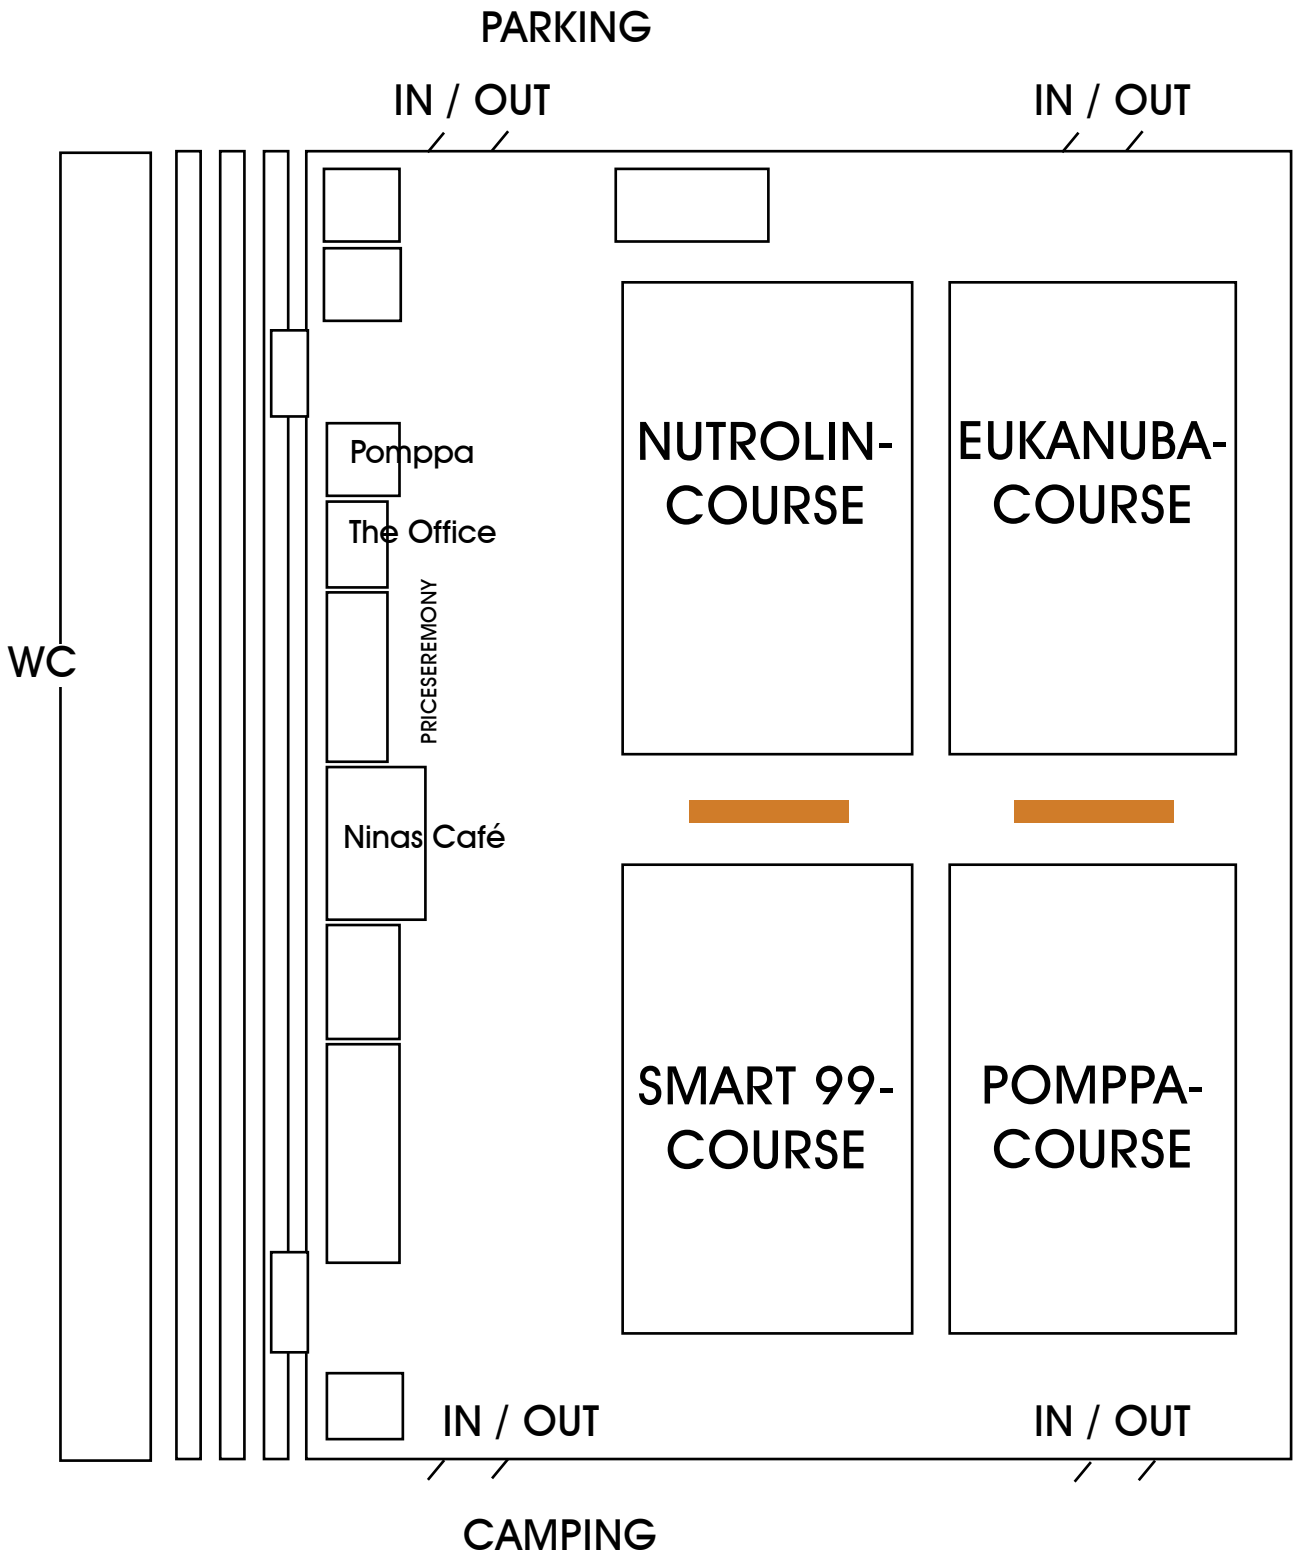 PARKING
IN / OUT
IN / OUT
NUTROLIN-
COURSE
EUKANUBA-
COURSE
Pomppa
The Office
PRICESEREMONY
WC
Ninas Café
SMART 99-
COURSE
POMPPA-
COURSE
IN / OUT
IN / OUT
CAMPING